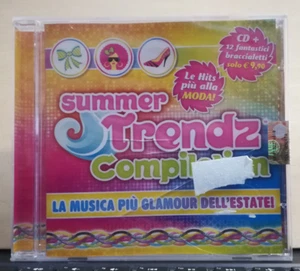 CD +
12 fantastici
braccialetti
solo € 9,90
Le Hits
più alla
MODA!
summer
Trendz
Compilation
LA MUSICA PIÙ GLAMOUR DELL'ESTATE!